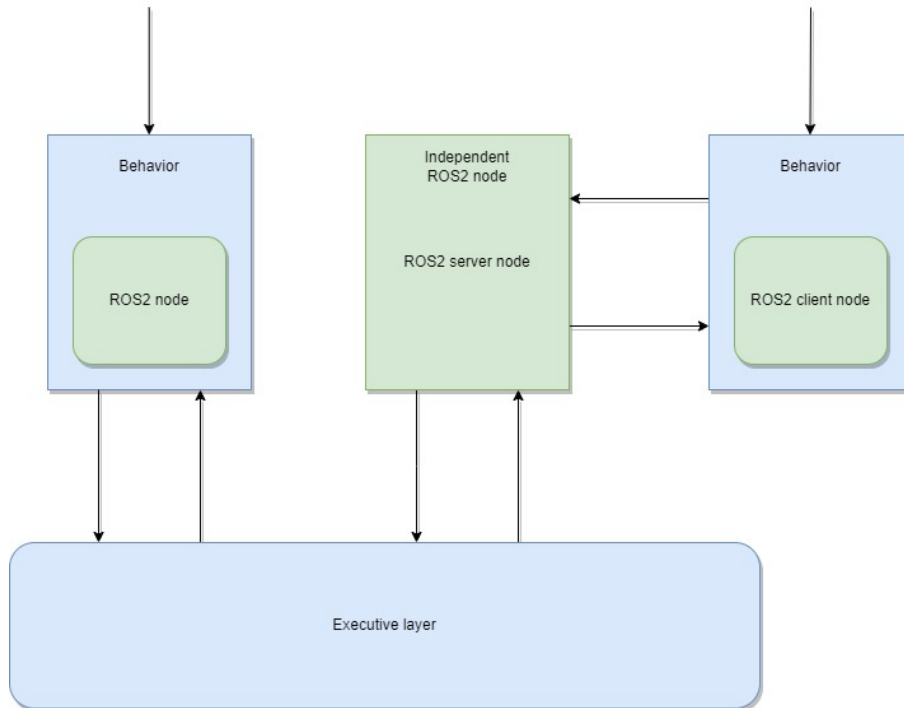 Behavior
ROS2 node
Independent
ROS2 node
ROS2 server node
Behavior
ROS2 client node
Executive layer